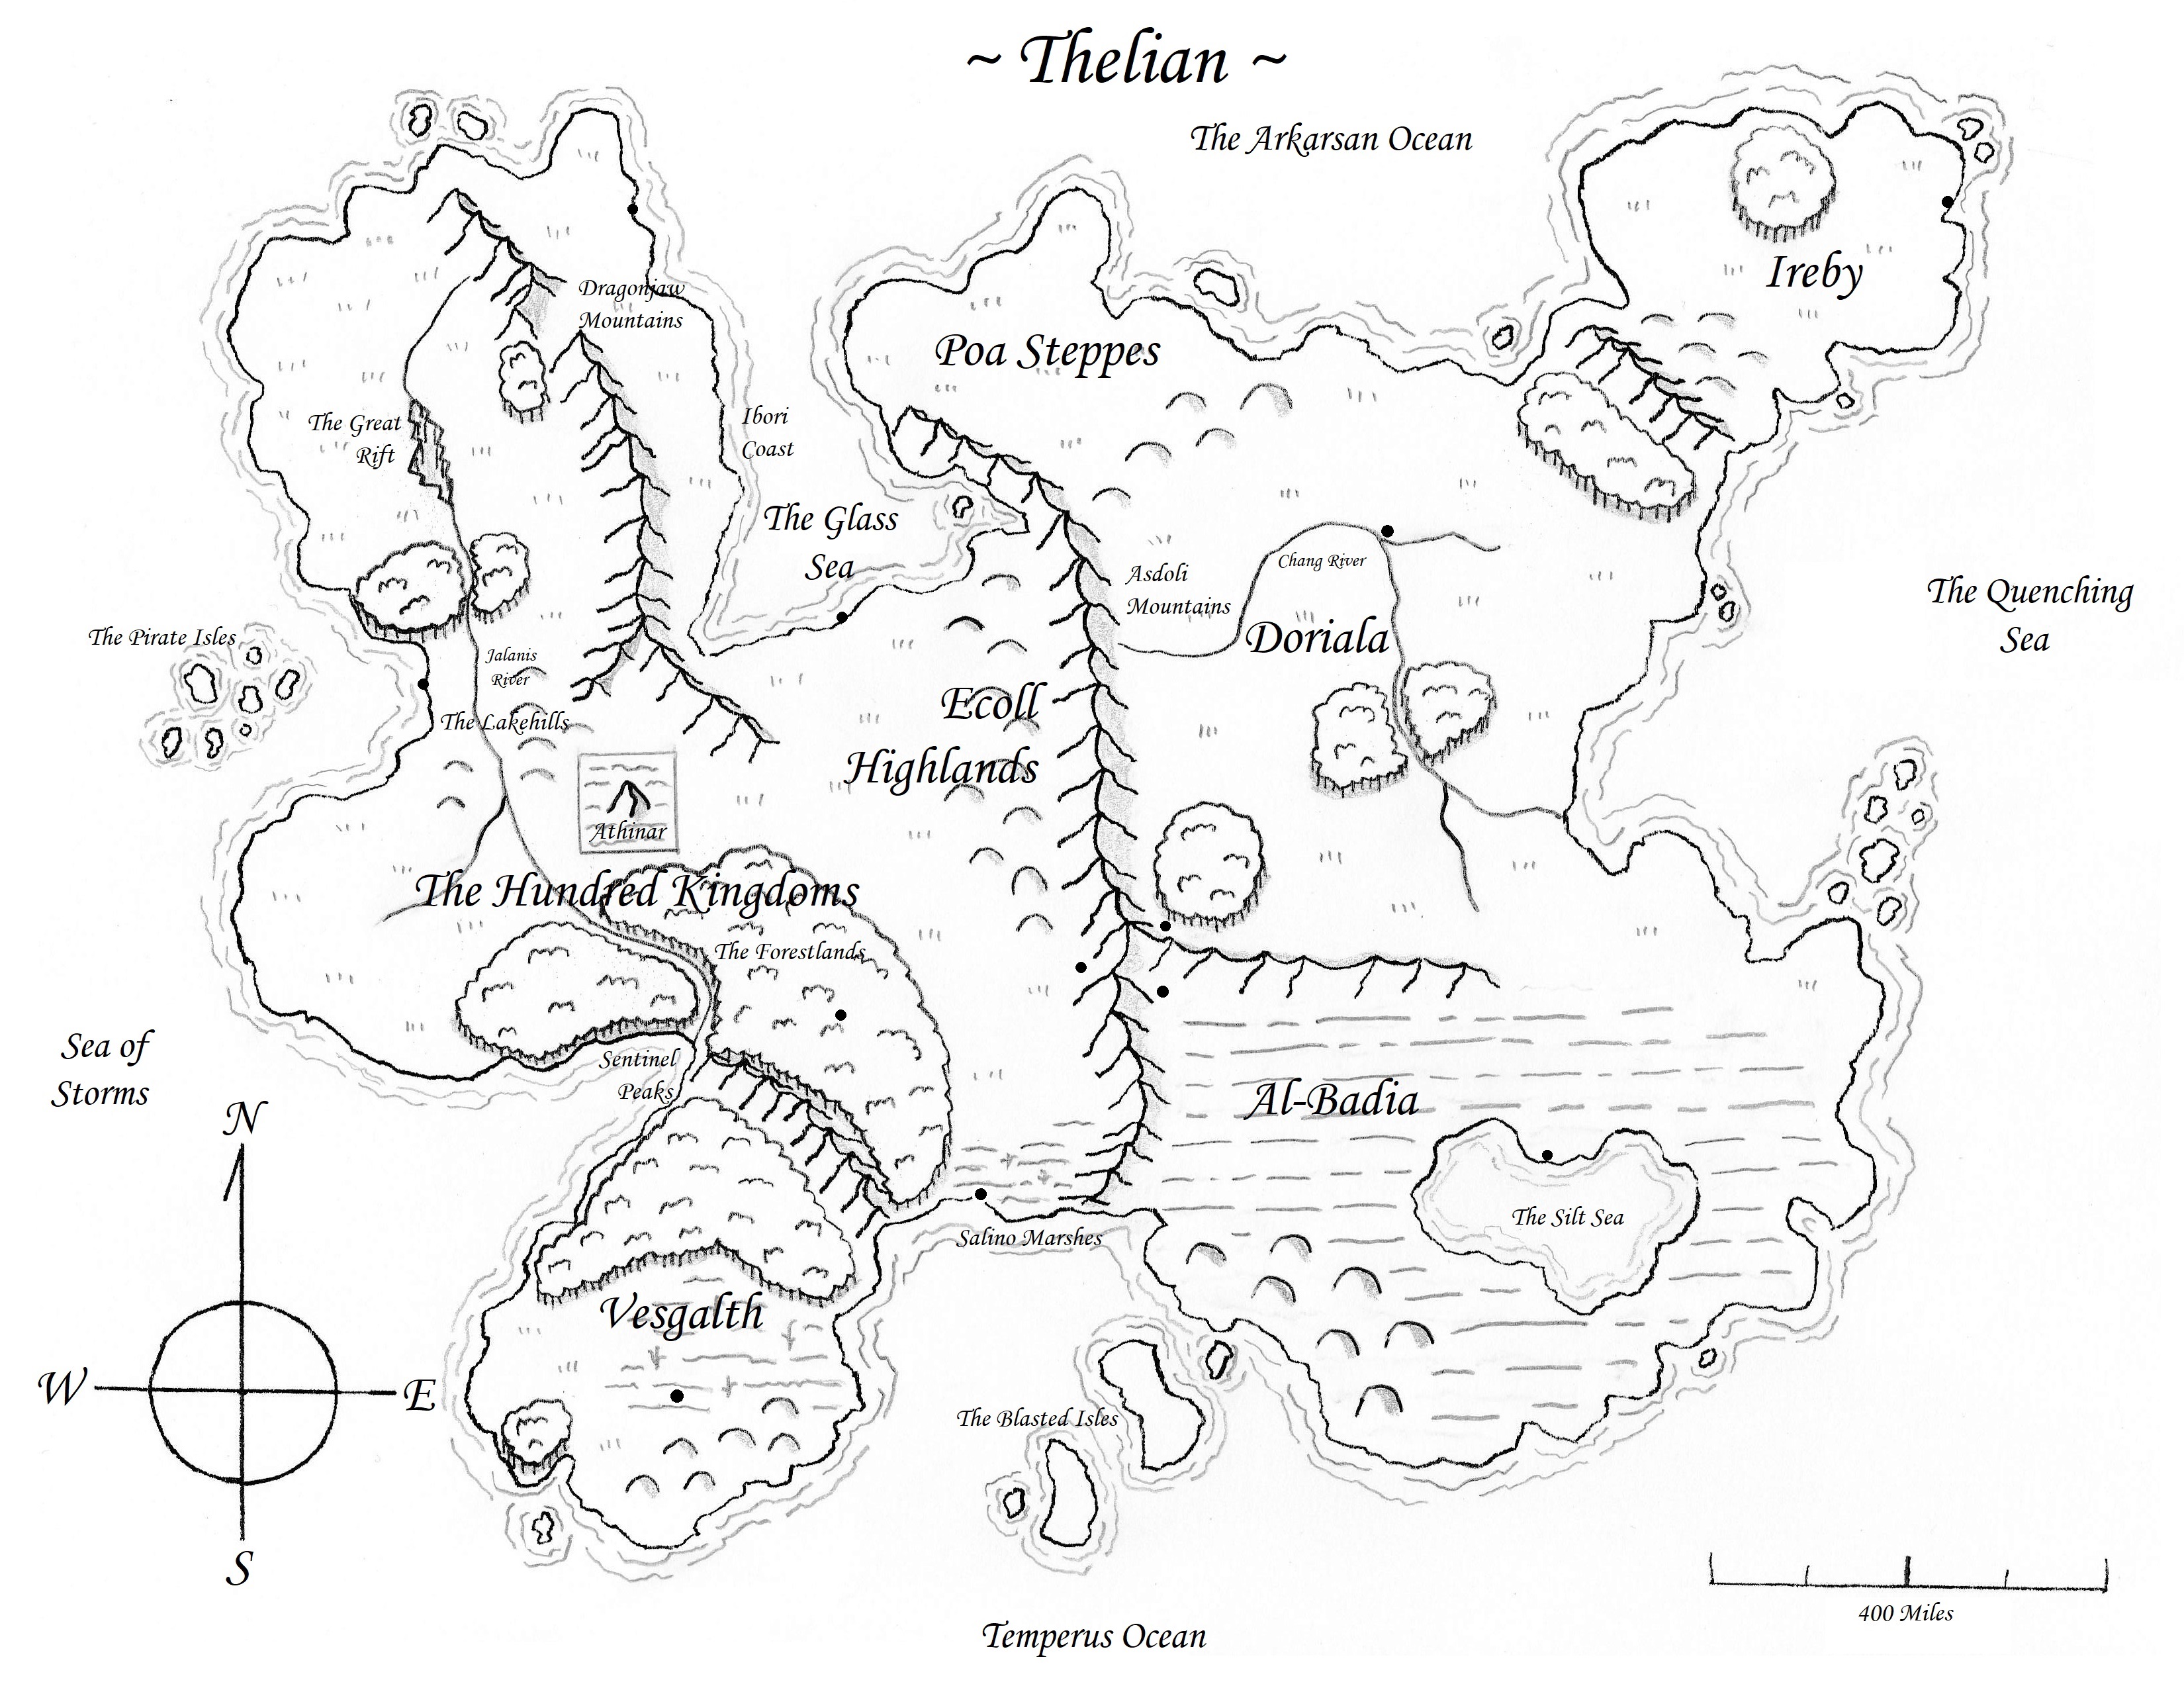 ~ Thelian ~
The Arkarsan Ocean
Ireby
Dragonjaw
Mountains
Poa Steppes
The Great
Rift
Ibori
Coast
The Glass
Sea
Chang River
Asdoli
Mountains
Doriala
The Quenching
Sea
The Pirate Isles
Jalanis
River
The Lakehills
Ecoll
Highlands
Athinar
The Hundred Kingdoms
The Forestlands
Sea of
Storms
Sentinel
Peaks
Al-Badia
The Silt Sea
Salino Marshes
Vesgalth
The Blasted Isles
N
W
E
S
400 Miles
Temperus Ocean